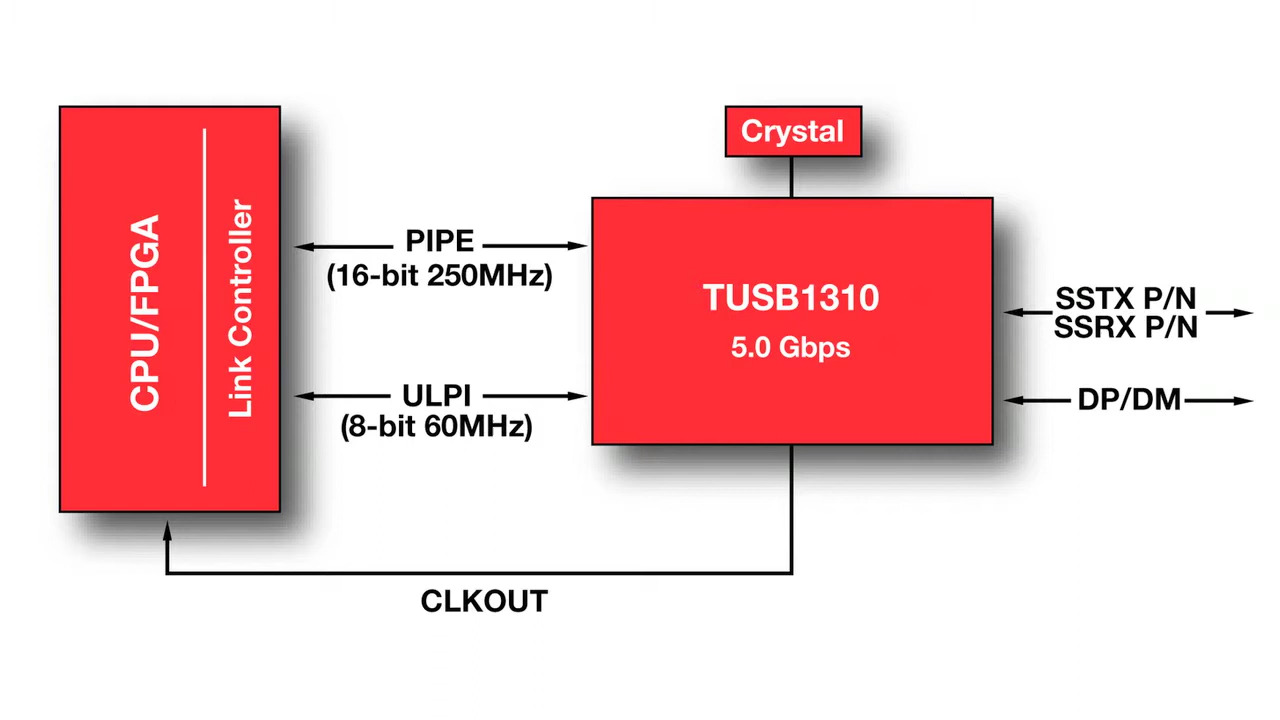 Crystal
CPU/FPGA
Link Controller
PIPE
(16-bit 250MHz)
ULPI
(8-bit 60MHz)
TUSB1310
5.0 Gbps
SSTX P/N
SSRX P/N
DP/DM
CLKOUT